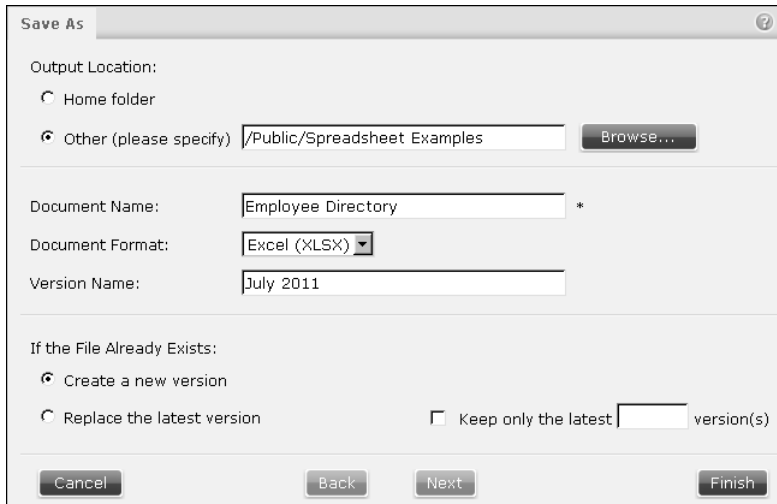 Save As
?
Output Location:
Home folder
Other (please specify) /Public/Spreadsheet Examples Browse...
Document Name: Employee Directory *
Document Format: Excel (XLSX)
Version Name: July 2011
If the File Already Exists:
Create a new version
Replace the latest version Keep only the latest version(s)
Cancel Back Next Finish